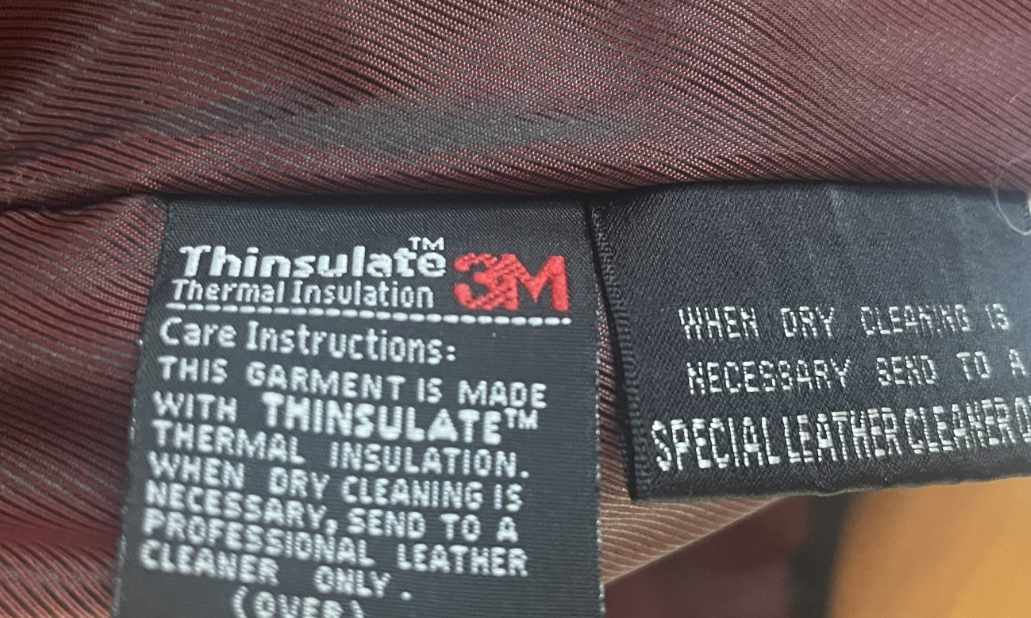 Thinsulate™ 3M
Thermal Insulation
Care Instructions:
THIS GARMENT IS MADE
WITH THINSULATE™
THERMAL INSULATION.
WHEN DRY CLEANING IS
NECESSARY, SEND TO A
PROFESSIONAL LEATHER
CLEANER ONLY.
(OVER)
WHEN DRY CLEANING IS
NECESSARY SEND TO A
SPECIAL LEATHER CLEANER